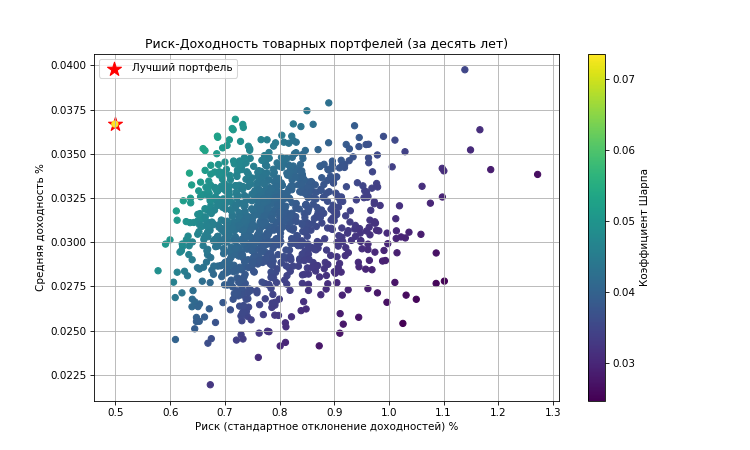 Риск-Доходность товарных портфелей (за десять лет)
Лучший портфель
Средняя доходность %
0.0400
0.0375
0.0350
0.0325
0.0300
0.0275
0.0250
0.0225
0.5 0.6 0.7 0.8 0.9 1.0 1.1 1.2 1.3
Риск (стандартное отклонение доходностей) %
0.07
0.06
0.05
0.04
0.03
Коэффициент Шарпа